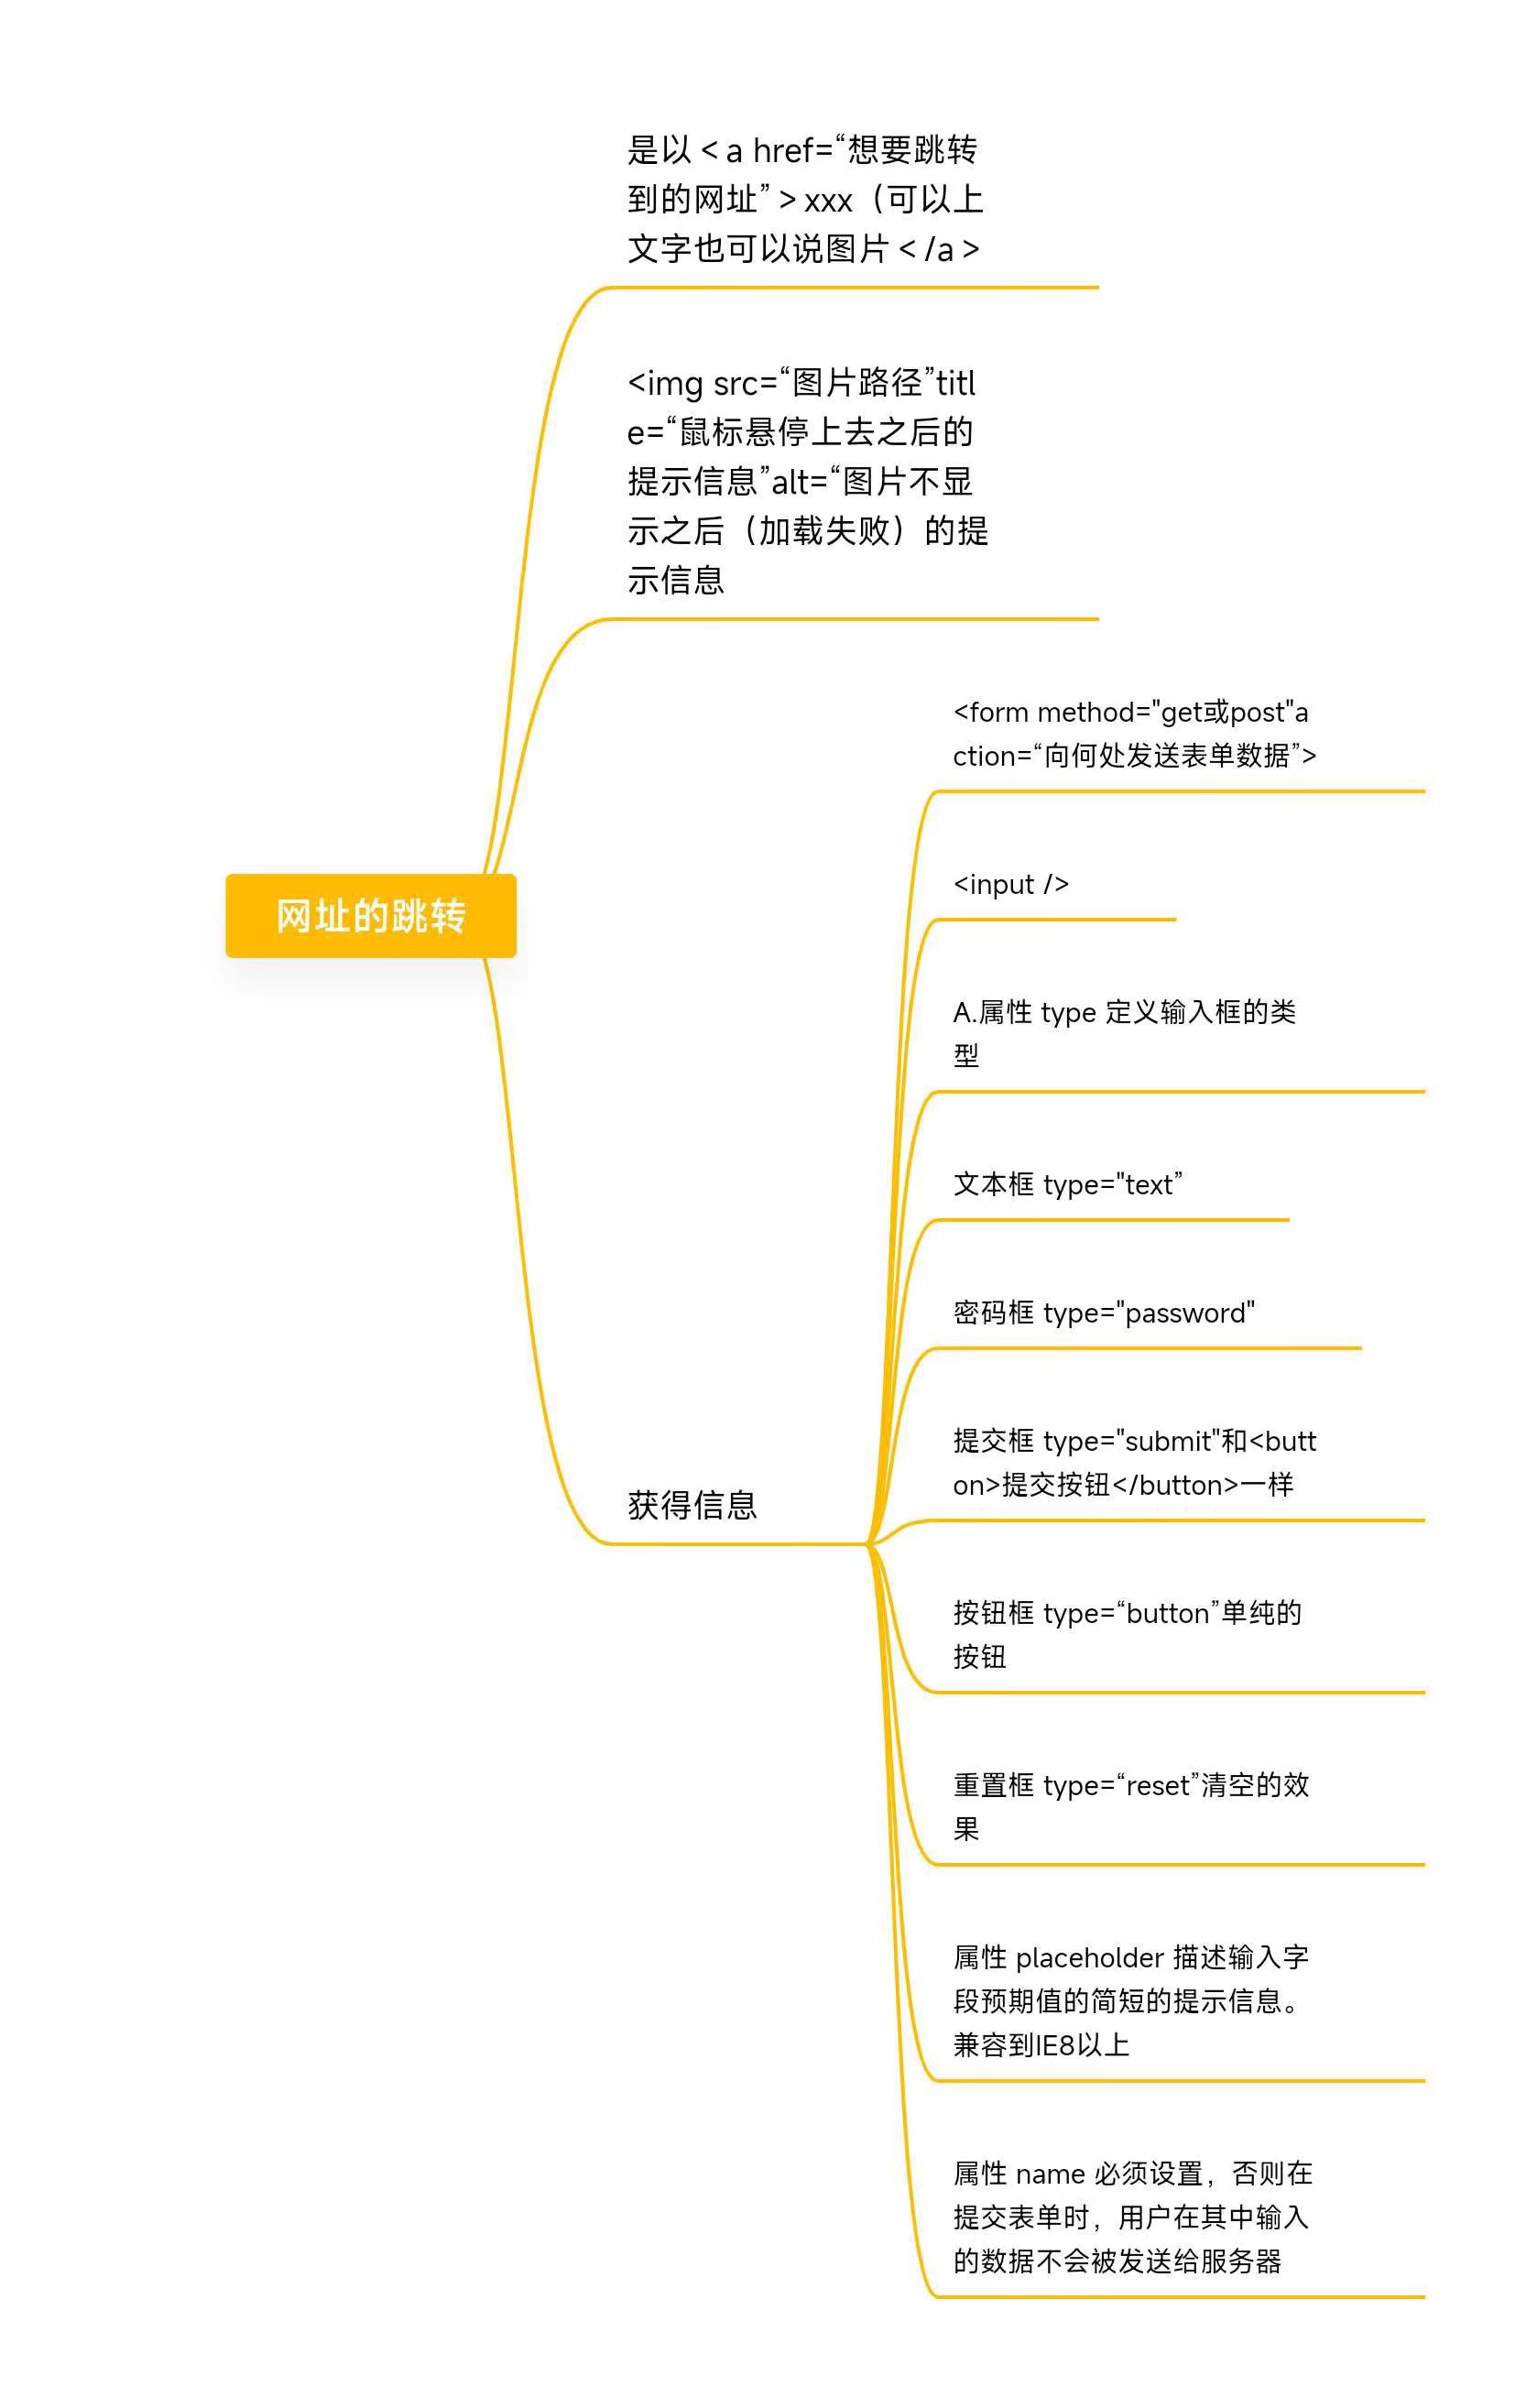 是以＜a href=“想要跳转
到的网址”＞xxx（可以上
文字也可以说图片＜/a＞
<img src=“图片路径”titl
e=“鼠标悬停上去之后的
提示信息”alt=“图片不显
示之后（加载失败）的提
示信息
网址的跳转
获得信息
<form method="get或post"a
ction=“向何处发送表单数据”>
<input />
A.属性 type 定义输入框的类
型
文本框 type="text”
密码框 type="password"
提交框 type="submit"和<butt
on>提交按钮</button>一样
按钮框 type=“button”单纯的
按钮
重置框 type=“reset”清空的效
果
属性 placeholder 描述输入字
段预期值的简短的提示信息。
兼容到IE8以上
属性 name 必须设置，否则在
提交表单时，用户在其中输入
的数据不会被发送给服务器